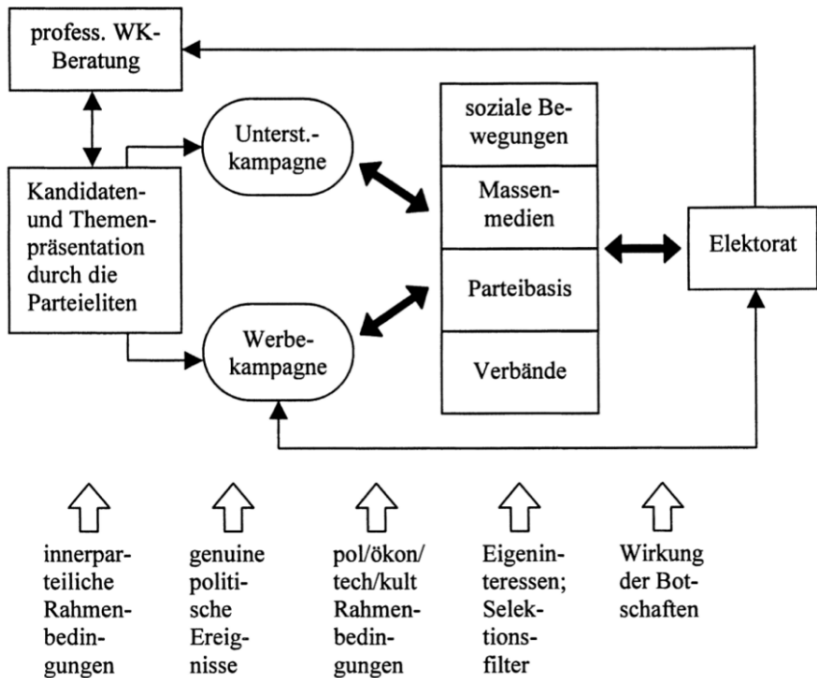 profess. WK-
Beratung
Unterst.-
kampagne
soziale Be-
wegungen
Kandidaten-
und Themen-
präsentation
durch die
Parteieliten
Massen-
medien
Elektorat
Parteibasis
Werbe-
kampagne
Verbände
innerpar-
teiliche
Rahmen-
bedin-
gungen
genuine
politi-
sche
Ereig-
nisse
pol/ökon/
tech/kult
Rahmen-
bedin-
gungen
Eigenin-
teressen;
Selek-
tions-
filter
Wirkung
der Bot-
schaften